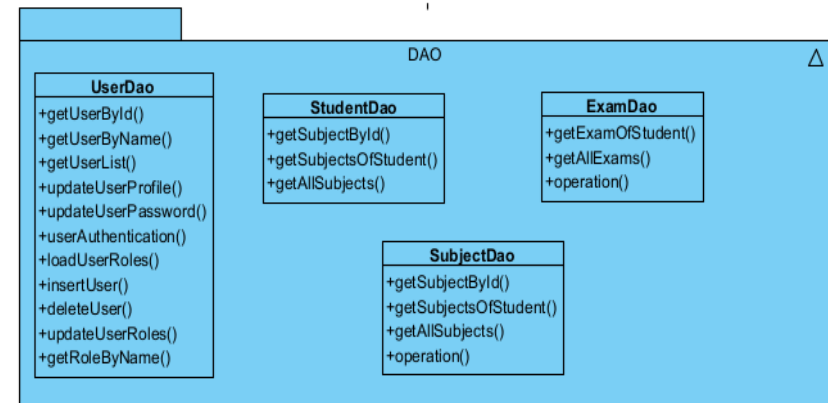 DAO
UserDao
+getUserById()
+getUserByName()
+getUserList()
+updateUserProfile()
+updateUserPassword()
+userAuthentication()
+loadUserRoles()
+insertUser()
+deleteUser()
+updateUserRoles()
+getRoleByName()
StudentDao
+getSubjectById()
+getSubjectsOfStudent()
+getAllSubjects()
ExamDao
+getExamOfStudent()
+getAllExams()
+operation()
SubjectDao
+getSubjectById()
+getSubjectsOfStudent()
+getAllSubjects()
+operation()